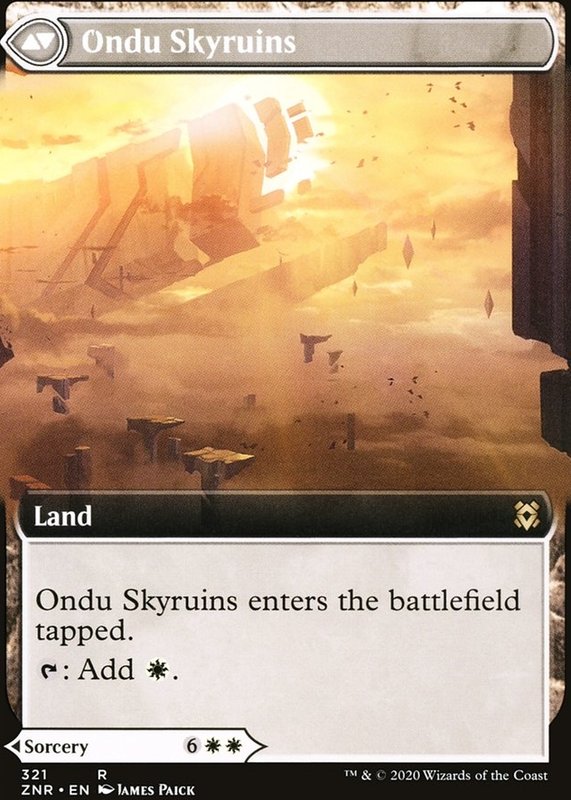 Ondu Skyruins
Land
Ondu Skyruins enters the battlefield
tapped.
: Add .
Sorcery 6
321 R
ZNR • EN JAMES PAICK ™ & © 2020 Wizards of the Coast